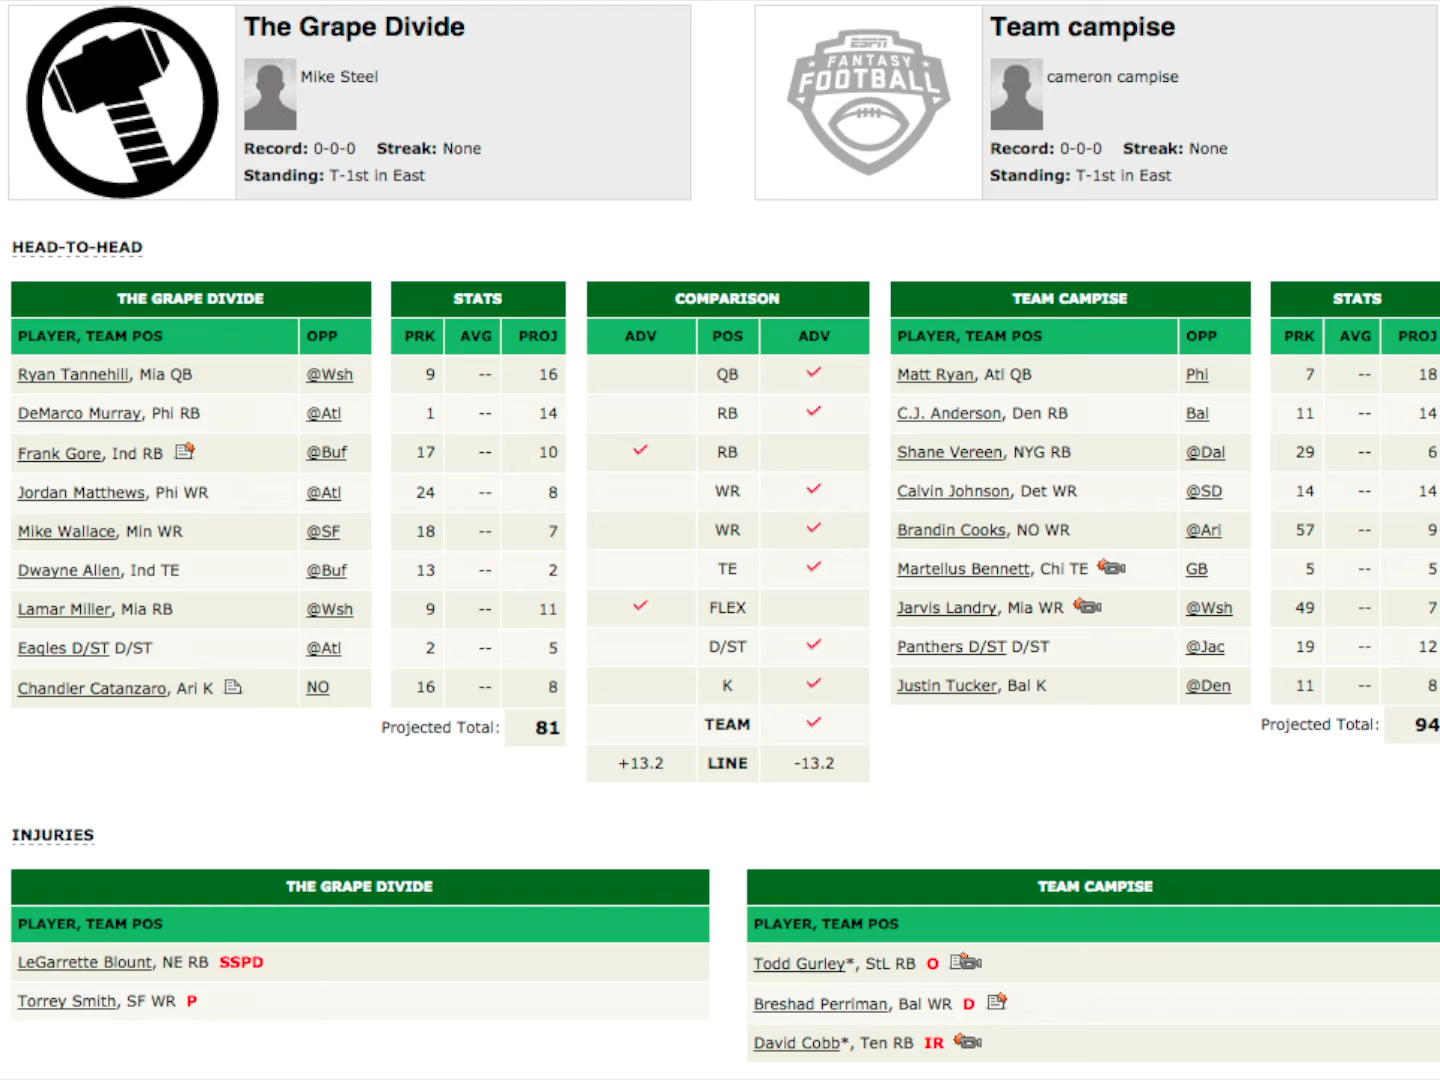 The Grape Divide
Mike Steel
Record: 0-0-0 Streak: None
Standing: T-1st in East
ESPN
FANTASY
FOOTBALL
Team campise
cameron campise
Record: 0-0-0 Streak: None
Standing: T-1st in East
HEAD-TO-HEAD
THE GRAPE DIVIDE STATS COMPARISON TEAM CAMPISE STATS
PLAYER, TEAM POS OPP PRK AVG PROJ ADV POS ADV PLAYER, TEAM POS OPP PRK AVG PROJ
Ryan Tannehill, Mia QB @Wsh 9 -- 16 QB Matt Ryan, Atl QB Phi 7 -- 18
DeMarco Murray, Phi RB @Atl 1 -- 14 RB C.J. Anderson, Den RB Bal 11 -- 14
Frank Gore, Ind RB @Buf 17 -- 10 RB Shane Vereen, NYG RB @Dal 29 -- 6
Jordan Matthews, Phi WR @Atl 24 -- 8 WR Calvin Johnson, Det WR @SD 14 -- 14
Mike Wallace, Min WR @SF 18 -- 7 WR Brandin Cooks, NO WR @Ari 57 -- 9
Dwayne Allen, Ind TE @Buf 13 -- 2 TE Martellus Bennett, Chi TE GB 5 -- 5
Lamar Miller, Mia RB @Wsh 9 -- 11 FLEX Jarvis Landry, Mia WR @Wsh 49 -- 7
Eagles D/ST D/ST @Atl 2 -- 5 D/ST Panthers D/ST D/ST @Jac 19 -- 12
Chandler Catanzaro, Ari K NO 16 -- 8 K Justin Tucker, Bal K @Den 11 -- 8
Projected Total: 81 TEAM Projected Total: 94
+13.2 LINE -13.2
INJURIES
THE GRAPE DIVIDE TEAM CAMPISE
PLAYER, TEAM POS PLAYER, TEAM POS
LeGarrette Blount, NE RB SSPD Todd Gurley*, StL RB O
Torrey Smith, SF WR P Breshad Perriman, Bal WR D
David Cobb*, Ten RB IR